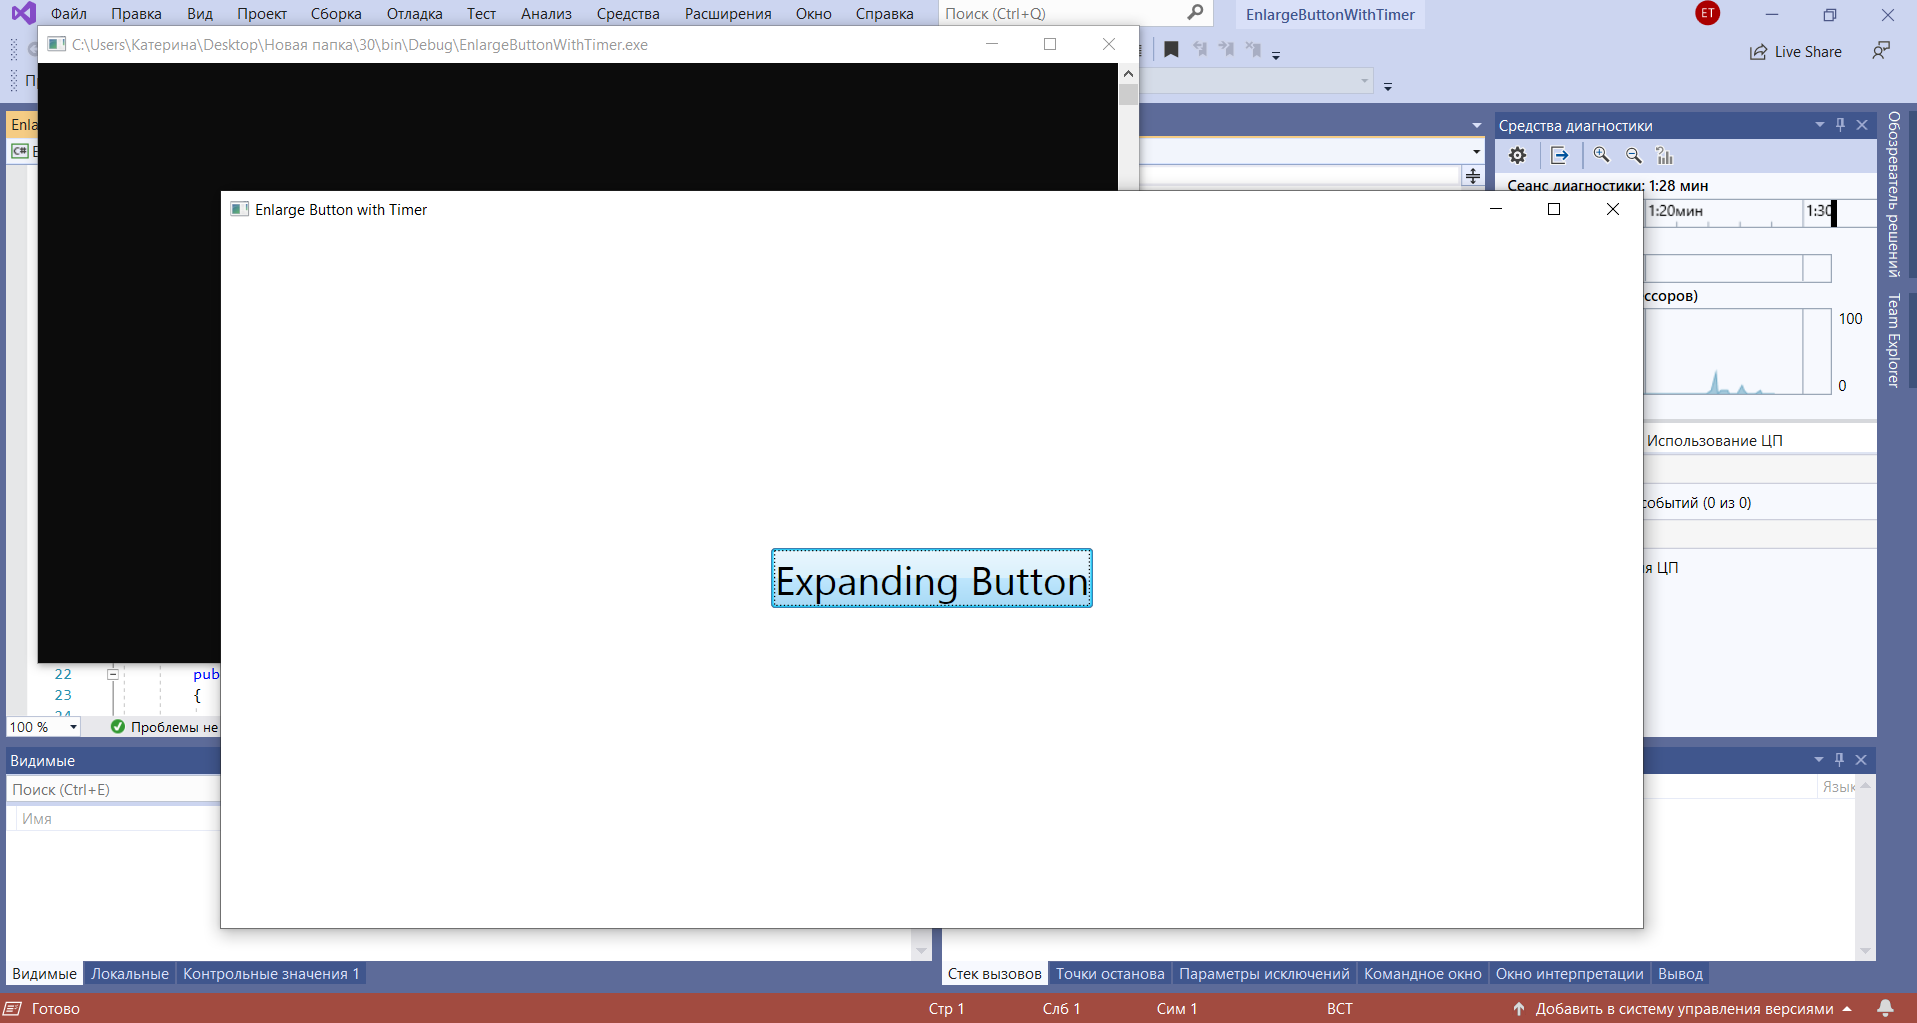 Файл Правка Вид Проект Сборка Отладка Тест Анализ Средства Расширения Окно Справка Поиск (Ctrl+Q) EnlargeButtonWithTimer ET
C:\Users\Катерина\Desktop\Новая папка\30\bin\Debug\EnlargeButtonWithTimer.exe
Live Share
Enla
Средства диагностики
C#
Сеанс диагностики: 1:28 мин
Enlarge Button with Timer
1:20мин 1:30
ссоров)
100
0
Обозреватель решений
Team Explorer
Использование ЦП
событий (0 из 0)
я ЦП
Expanding Button
22 pub
23 {
24
100 % Проблемы не
Видимые
Поиск (Ctrl+E)
Язык
Имя
Видимые Локальные Контрольные значения 1 Стек вызовов Точки останова Параметры исключений Командное окно Окно интерпретации Вывод
Готово Стр 1 Слб 1 Сим 1 ВСТ Добавить в систему управления версиями